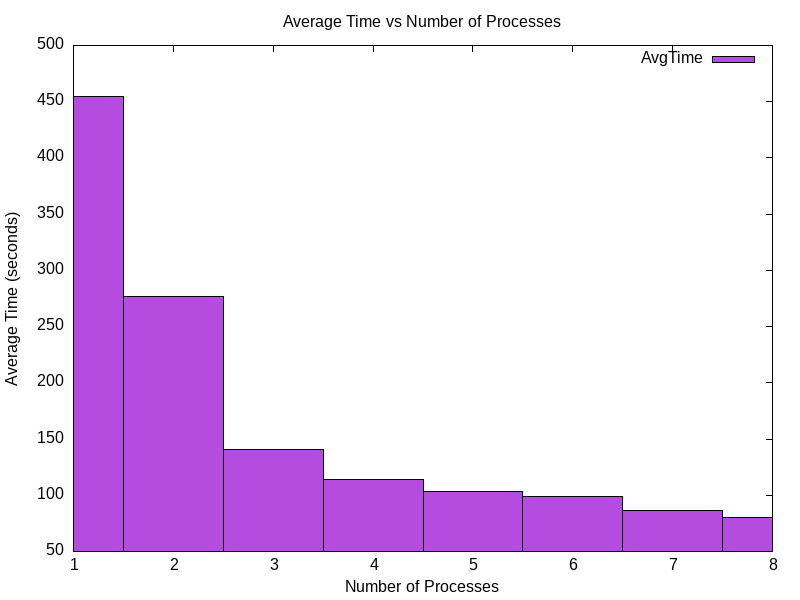 Average Time vs Number of Processes
AvgTime
500
450
400
350
300
250
200
150
100
50
Average Time (seconds)
1 2 3 4 5 6 7 8
Number of Processes